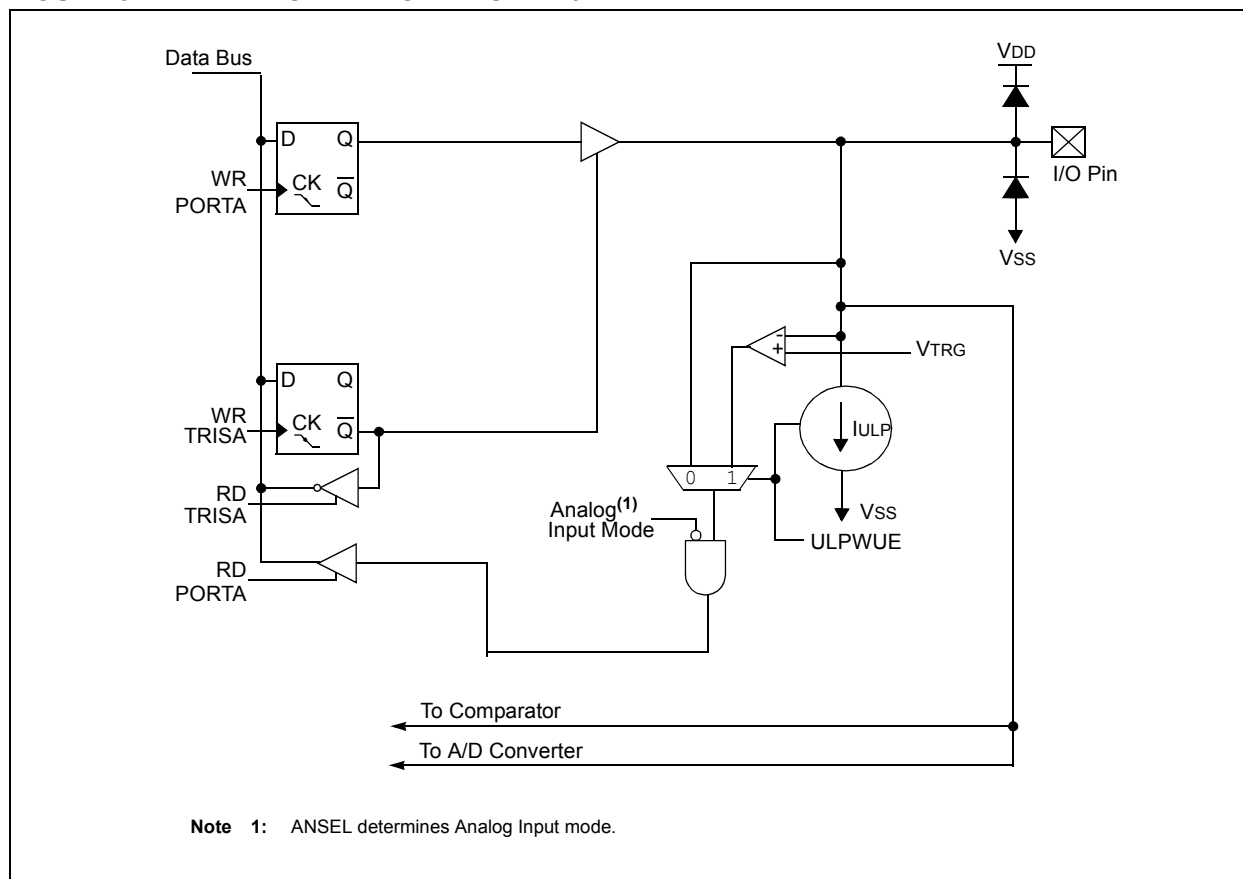 Data Bus
VDD
D Q
I/O Pin
WR
PORTA
CK Q
VSS
-
+
VTRG
D Q
WR
TRISA
CK Q
IULP
RD
TRISA
0 1
Analog(1)
Input Mode
VSS
ULPWUE
RD
PORTA
To Comparator
To A/D Converter
Note 1: ANSEL determines Analog Input mode.